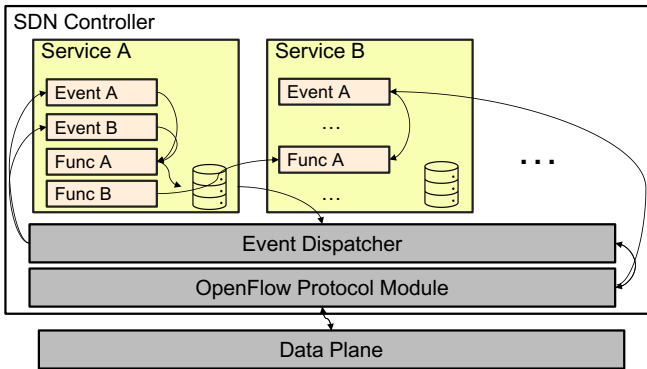 SDN Controller
Service A
Event A
Event B
Func A
Func B
Service B
Event A
...
Func A
...
...
Event Dispatcher
OpenFlow Protocol Module
Data Plane